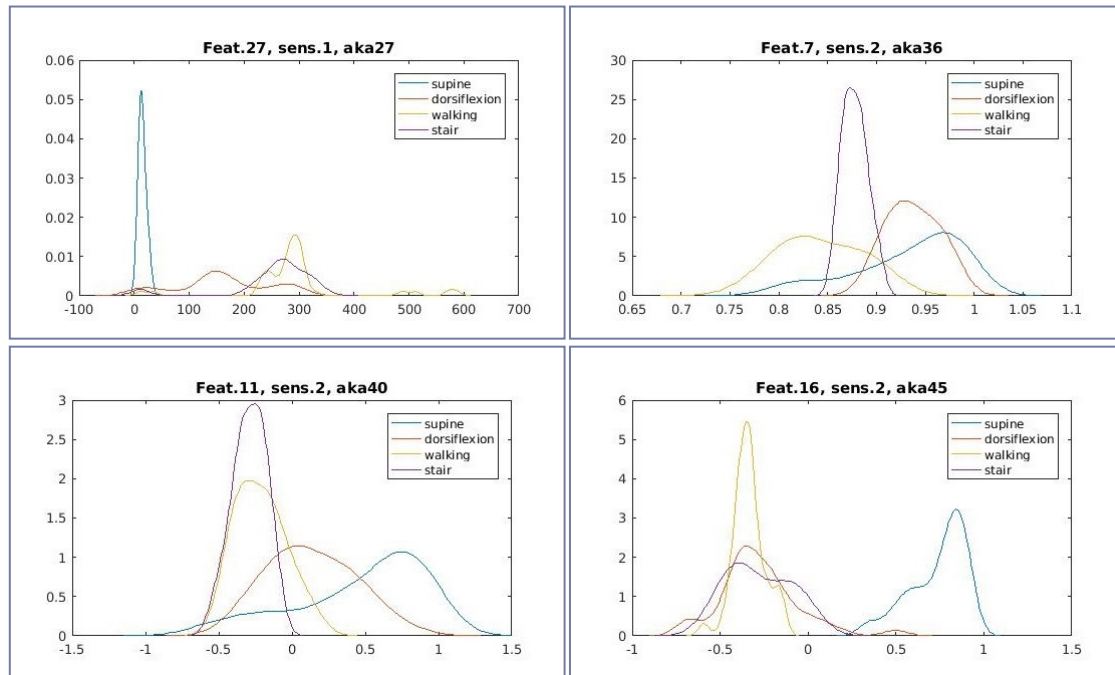 Feat.27, sens.1, aka27
0.06
0.05
0.04
0.03
0.02
0.01
0
-100 0 100 200 300 400 500 600 700
supine
dorsiflexion
walking
stair
Feat.7, sens.2, aka36
30
25
20
15
10
5
0
0.65 0.7 0.75 0.8 0.85 0.9 0.95 1 1.05 1.1
supine
dorsiflexion
walking
stair
Feat.11, sens.2, aka40
3
2.5
2
1.5
1
0.5
0
-1.5 -1 -0.5 0 0.5 1 1.5
supine
dorsiflexion
walking
stair
Feat.16, sens.2, aka45
6
5
4
3
2
1
0
-1 -0.5 0 0.5 1 1.5
supine
dorsiflexion
walking
stair